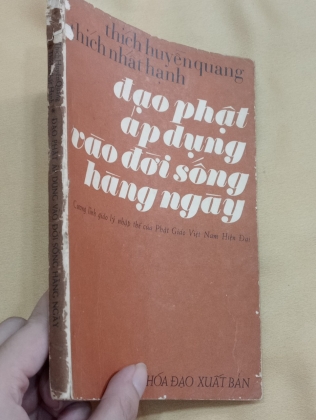 thích huyền quang
thích nhất hạnh
đạo phật
áp dụng
vào đời sống
hàng ngày
Cương lĩnh giáo lý nhập thế của Phật Giáo Việt Nam Hiện Đại
HÓA ĐẠO XUẤT BẢN